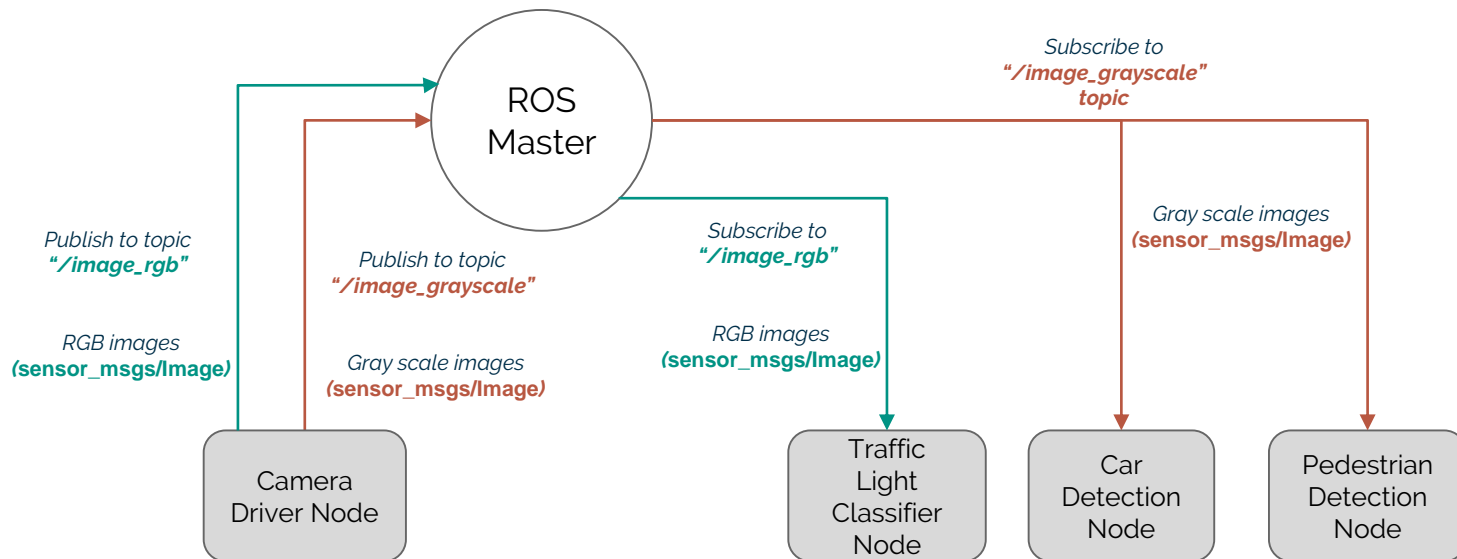 ROS
Master
Subscribe to
“/image_grayscale”
topic
Publish to topic
“/image_rgb”
RGB images
(sensor_msgs/Image)
Publish to topic
“/image_grayscale”
Gray scale images
(sensor_msgs/Image)
Subscribe to
“/image_rgb”
RGB images
(sensor_msgs/Image)
Gray scale images
(sensor_msgs/Image)
Camera
Driver Node
Traffic
Light
Classifier
Node
Car
Detection
Node
Pedestrian
Detection
Node